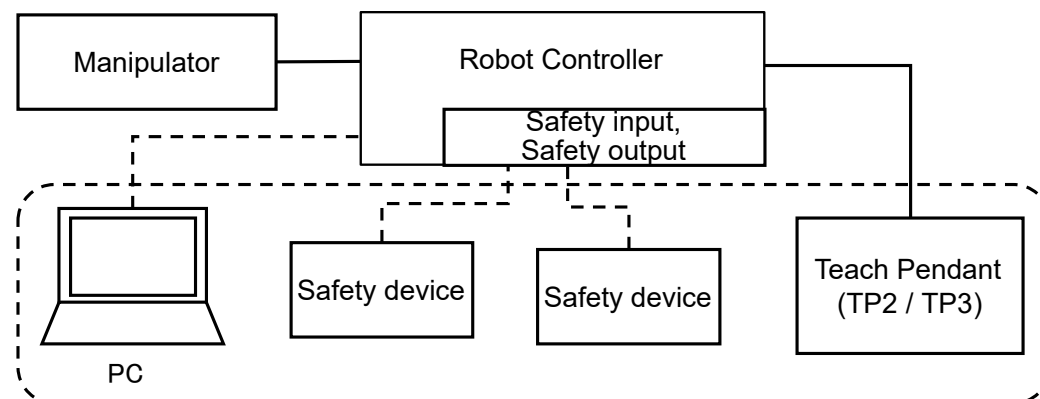 Manipulator
Robot Controller
Safety input,
Safety output
Safety device
Safety device
Teach Pendant
(TP2 / TP3)
PC